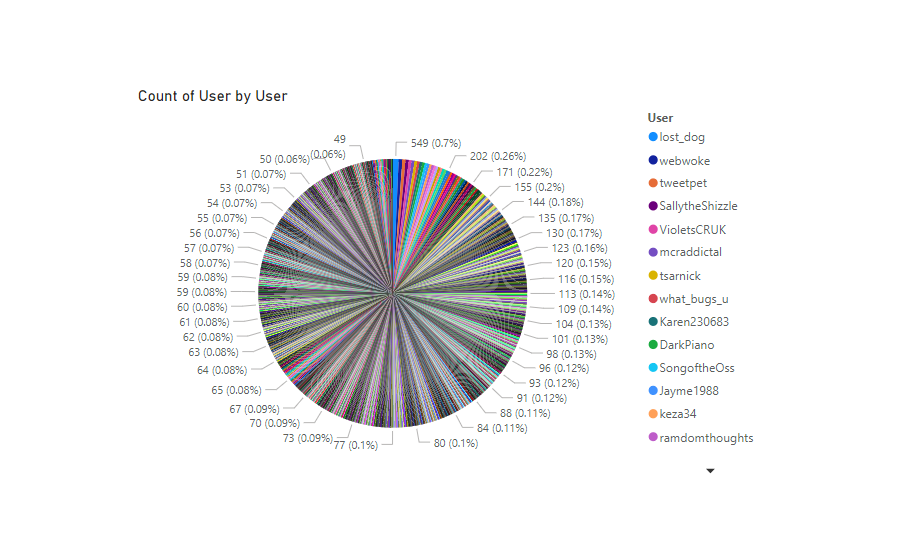 Count of User by User
549 (0.7%)
202 (0.26%)
171 (0.22%)
155 (0.2%)
144 (0.18%)
135 (0.17%)
130 (0.17%)
123 (0.16%)
120 (0.15%)
116 (0.15%)
113 (0.14%)
109 (0.14%)
104 (0.13%)
101 (0.13%)
98 (0.13%)
96 (0.12%)
93 (0.12%)
91 (0.12%)
88 (0.11%)
84 (0.11%)
80 (0.1%)
77 (0.1%)
73 (0.09%)
70 (0.09%)
67 (0.09%)
65 (0.08%)
64 (0.08%)
63 (0.08%)
62 (0.08%)
61 (0.08%)
60 (0.08%)
59 (0.08%)
59 (0.08%)
58 (0.07%)
57 (0.07%)
56 (0.07%)
55 (0.07%)
54 (0.07%)
53 (0.07%)
51 (0.07%)
50 (0.06%)
49
(0.06%)
User
lost_dog
webwoke
tweetpet
SallytheShizzle
VioletsCRUK
mcraddictal
tsarnick
what_bugs_u
Karen230683
DarkPiano
SongoftheOss
Jayme1988
keza34
ramdomthoughts